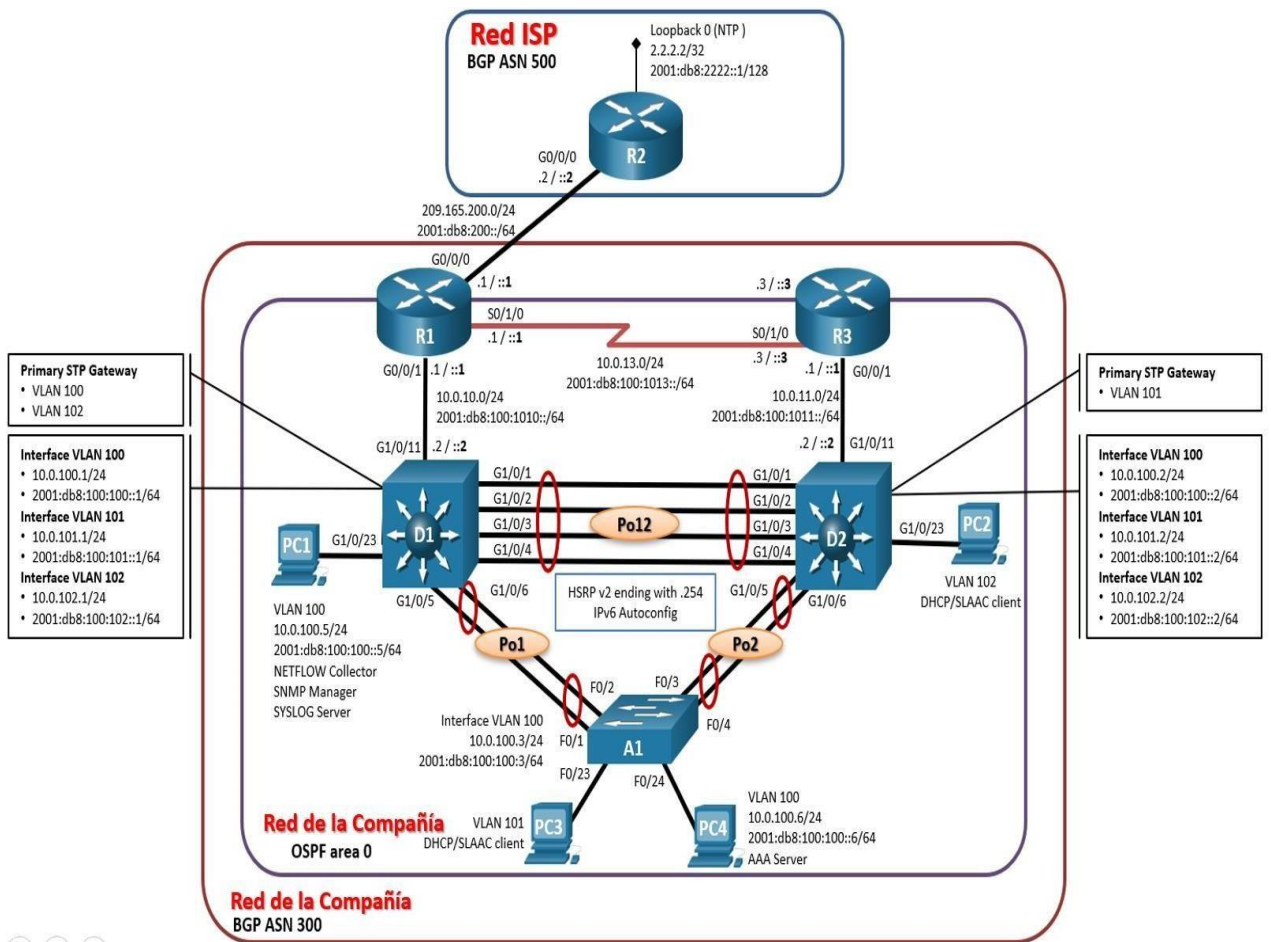 Red ISP
BGP ASN 500
Loopback 0 (NTP )
2.2.2.2/32
2001:db8:2222::1/128
R2
G0/0/0
.2 / ::2
209.165.200.0/24
2001:db8:200::/64
G0/0/0
.1 / ::1
R1
S0/1/0
.1 / ::1
.3 / ::3
R3
S0/1/0
.3 / ::3
10.0.13.0/24
2001:db8:100:1013::/64
G0/0/1
.1 / ::1
10.0.10.0/24
2001:db8:100:1010::/64
G1/0/11
.2 / ::2
.1 / ::1
G0/0/1
10.0.11.0/24
2001:db8:100:1011::/64
.2 / ::2
G1/0/11
Primary STP Gateway
• VLAN 100
• VLAN 102
Primary STP Gateway
• VLAN 101
Interface VLAN 100
• 10.0.100.1/24
• 2001:db8:100:100::1/64
Interface VLAN 101
• 10.0.101.1/24
• 2001:db8:100:101::1/64
Interface VLAN 102
• 10.0.102.1/24
• 2001:db8:100:102::1/64
Interface VLAN 100
• 10.0.100.2/24
• 2001:db8:100:100::2/64
Interface VLAN 101
• 10.0.101.2/24
• 2001:db8:100:101::2/64
Interface VLAN 102
• 10.0.102.2/24
• 2001:db8:100:102::2/64
D1
G1/0/1
G1/0/2
G1/0/3
G1/0/4
Po12
G1/0/1
G1/0/2
G1/0/3
G1/0/4
D2
PC1
G1/0/23
VLAN 100
10.0.100.5/24
2001:db8:100:100::5/64
NETFLOW Collector
SNMP Manager
SYSLOG Server
G1/0/23
PC2
VLAN 102
DHCP/SLAAC client
G1/0/5
G1/0/6
HSRP v2 ending with .254
IPv6 Autoconfig
G1/0/5
G1/0/6
Po1
Po2
F0/2
F0/3
F0/1
F0/4
A1
Interface VLAN 100
10.0.100.3/24
2001:db8:100:100:3/64
F0/23
F0/24
PC3
VLAN 101
DHCP/SLAAC client
PC4
VLAN 100
10.0.100.6/24
2001:db8:100:100::6/64
AAA Server
Red de la Compañía
OSPF area 0
Red de la Compañía
BGP ASN 300